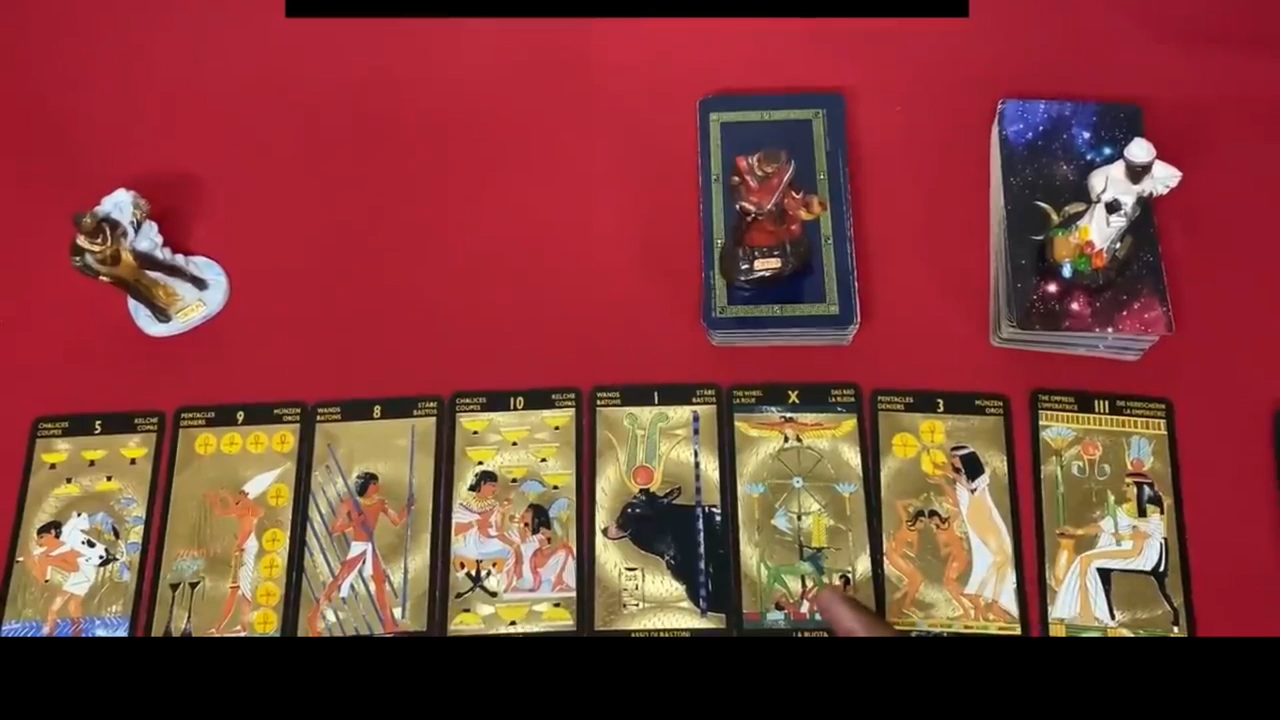 CHALICES 5 KELCHE
COUPES COPAS
PENTACLES 9 MÜNZEN
DENIERS OROS
WANDS 8 STÄBE
BATONS BASTOS
CHALICES 10 KELCHE
COUPES COPAS
WANDS I STÄBE
BATONS BASTOS
ASSO DI BASTONI
THE WHEEL X DAS RAD
LA ROUE LA RUEDA
LA RUOTA
PENTACLES 3 MÜNZEN
DENIERS OROS
THE EMPRESS III DIE HERRSCHERIN
L'IMPERATRICE LA EMPERATRIZ